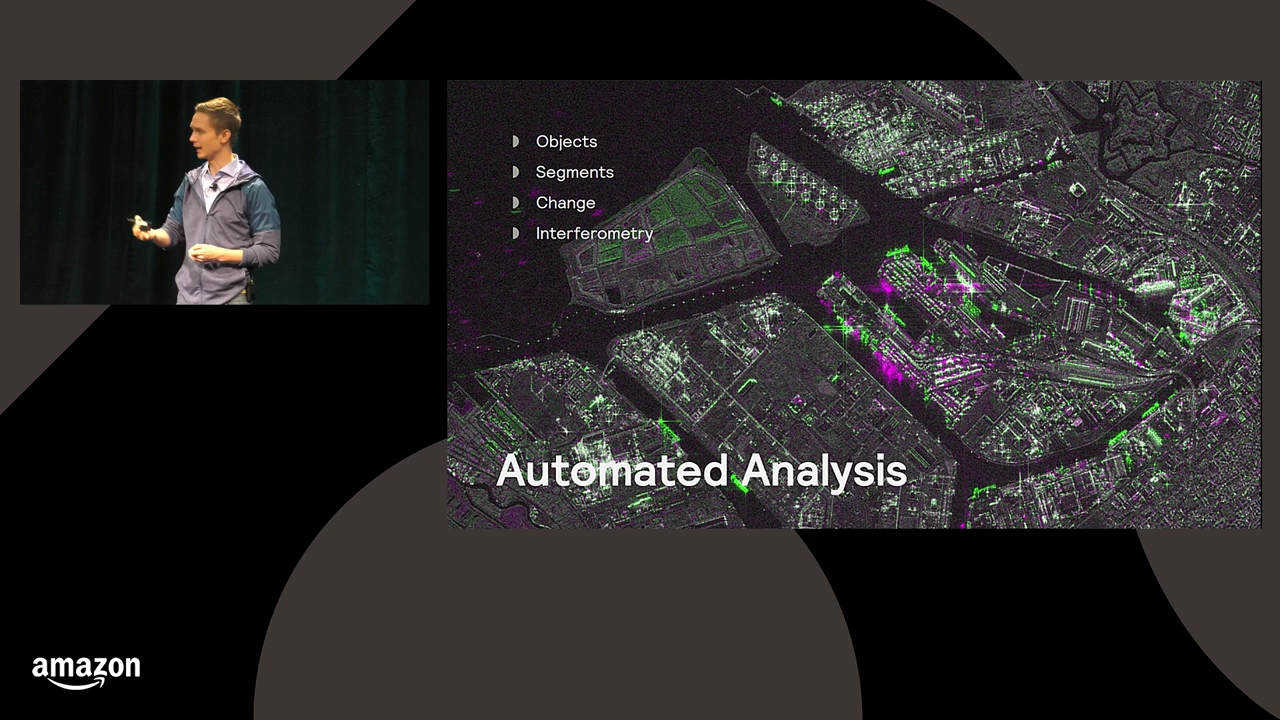 Objects
Segments
Change
Interferometry
Automated Analysis
amazon